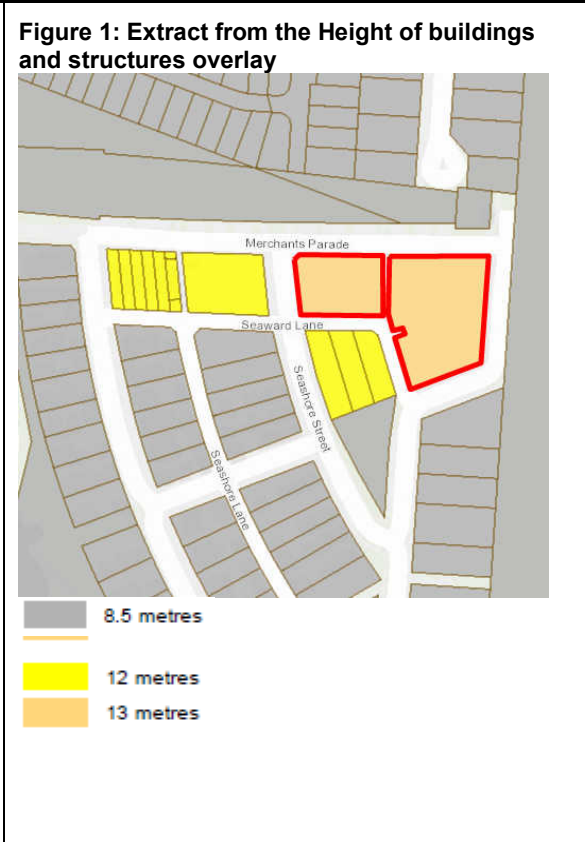 Figure 1: Extract from the Height of buildings
and structures overlay
Merchants Parade
Seaward Lane
Seashore Street
Seashore Lane
8.5 metres
12 metres
13 metres